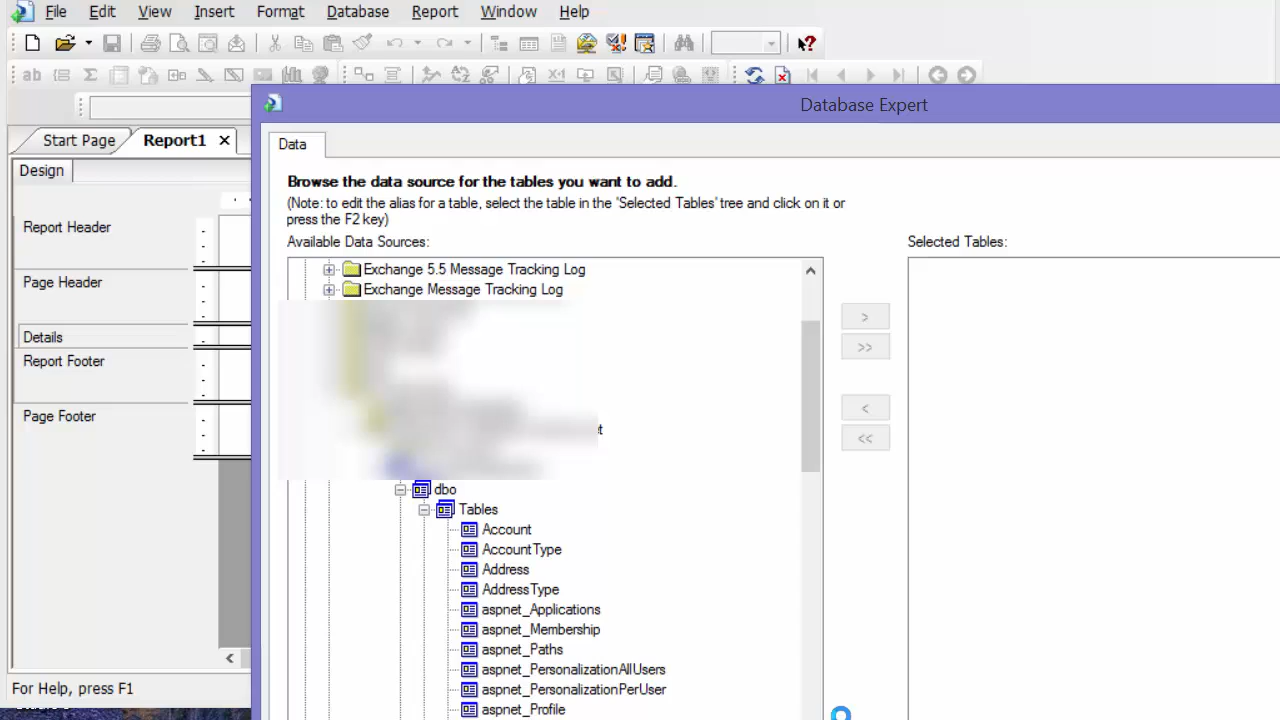 File Edit View Insert Format Database Report Window Help
Database Expert
Start Page Report1
Data
Design
Browse the data source for the tables you want to add.
(Note: to edit the alias for a table, select the table in the 'Selected Tables' tree and click on it or
press the F2 key)
Available Data Sources:
Selected Tables:
Report Header
Page Header
Details
Report Footer
Page Footer
Exchange 5.5 Message Tracking Log
Exchange Message Tracking Log
dbo
Tables
Account
AccountType
Address
AddressType
aspnet_Applications
aspnet_Membership
aspnet_Paths
aspnet_PersonalizationAllUsers
aspnet_PersonalizationPerUser
aspnet_Profile
>
>>
<
<<
For Help, press F1